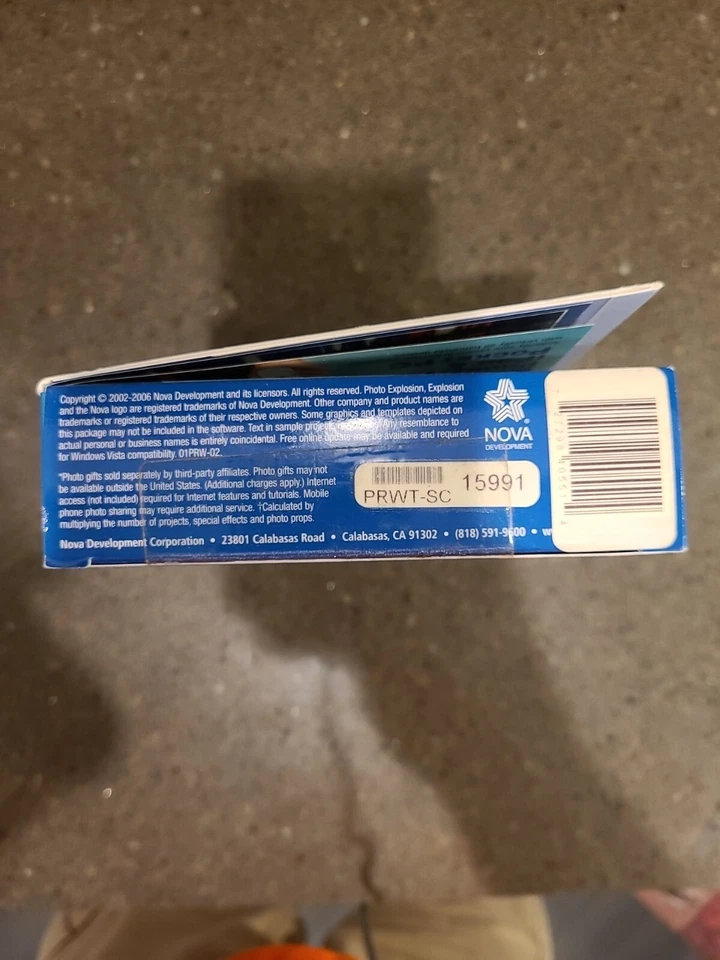 Copyright © 2002-2006 Nova Development and its licensors. All rights reserved. Photo Explosion, Explosion
and the Nova logo are registered trademarks of Nova Development. Other company and product names are
trademarks or registered trademarks of their respective owners. Some graphics and templates depicted on
this package may not be included in the software. Text in sample projects Any resemblance to
actual personal or business names is entirely coincidental. Free online update may be available and required
for Windows Vista compatibility. 01PRW-02.
*Photo gifts sold separately by third-party affiliates. Photo gifts may not
be available outside the United States. (Additional charges apply.) Internet
access (not included) required for Internet features and tutorials. Mobile
phone photo sharing may require additional service. †Calculated by
multiplying the number of projects, special effects and photo props.
Nova Development Corporation • 23801 Calabasas Road • Calabasas, CA 91302 • (818) 591-9600 •
NOVA
DEVELOPMENT
PRWT-SC 15991